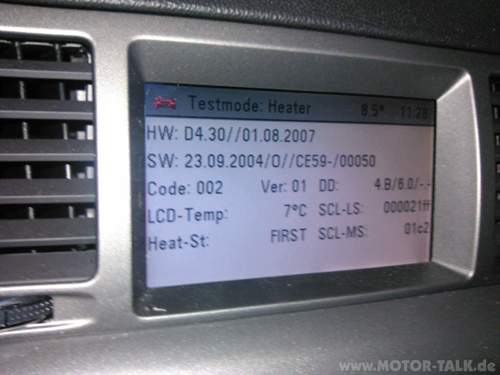 Testmode: Heater 8.5° 11:28
HW: D4.30//01.08.2007
SW: 23.09.2004/O//CE59-/00050
Code: 002 Ver: 01 DD: 4.B/6.0/-.-
LCD-Temp: 7°C SCL-LS: 000021ff
Heat-St: FIRST SCL-MS: 01c2
www.MOTOR-TALK.de